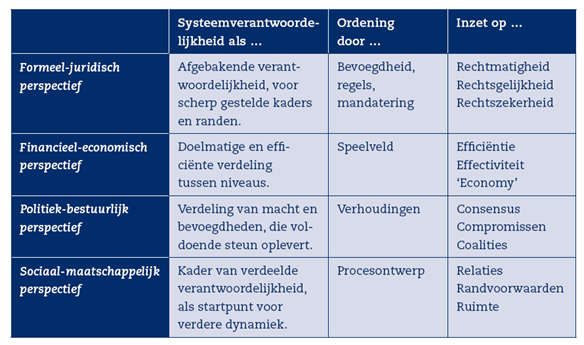 Systeemverantwoorde-
lijkheid als ...
Ordening
door ...
Inzet op ...
Formeel-juridisch
perspectief
Afgebakende verant-
woordelijkheid, voor
scherp gestelde kaders
en randen.
Bevoegdheid,
regels,
mandatering
Rechtmatigheid
Rechtsgelijkheid
Rechtszekerheid
Financieel-economisch
perspectief
Doelmatige en effi-
ciënte verdeling
tussen niveaus.
Speelveld
Efficiëntie
Effectiviteit
‘Economy’
Politiek-bestuurlijk
perspectief
Verdeling van macht en
bevoegdheden, die vol-
doende steun oplevert.
Verhoudingen
Consensus
Compromissen
Coalities
Sociaal-maatschappelijk
perspectief
Kader van verdeelde
verantwoordelijkheid,
als startpunt voor
verdere dynamiek.
Procesontwerp
Relaties
Randvoorwaarden
Ruimte